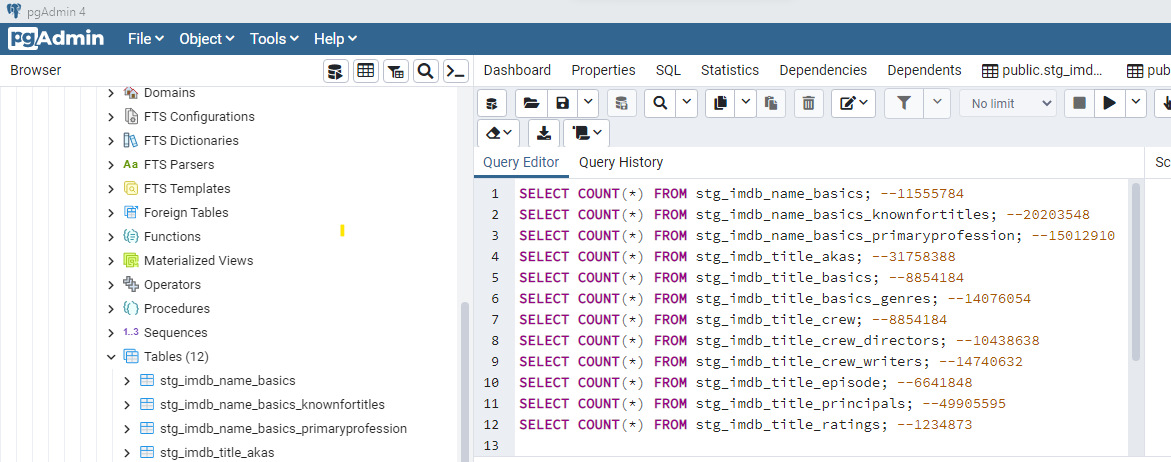 pgAdmin 4
pgAdmin File Object Tools Help
Browser
Dashboard Properties SQL Statistics Dependencies Dependents public.stg_imd... pub
No limit
Query Editor Query History Sc
Domains
FTS Configurations
FTS Dictionaries
Aa FTS Parsers
FTS Templates
Foreign Tables
Functions
Materialized Views
Operators
Procedures
1..3 Sequences
Tables (12)
stg_imdb_name_basics
stg_imdb_name_basics_knownfortitles
stg_imdb_name_basics_primaryprofession
stg_imdb_title_akas
1 SELECT COUNT(*) FROM stg_imdb_name_basics; --11555784
2 SELECT COUNT(*) FROM stg_imdb_name_basics_knownfortitles; --20203548
3 SELECT COUNT(*) FROM stg_imdb_name_basics_primaryprofession; --15012910
4 SELECT COUNT(*) FROM stg_imdb_title_akas; --31758388
5 SELECT COUNT(*) FROM stg_imdb_title_basics; --8854184
6 SELECT COUNT(*) FROM stg_imdb_title_basics_genres; --14076054
7 SELECT COUNT(*) FROM stg_imdb_title_crew; --8854184
8 SELECT COUNT(*) FROM stg_imdb_title_crew_directors; --10438638
9 SELECT COUNT(*) FROM stg_imdb_title_crew_writers; --14740632
10 SELECT COUNT(*) FROM stg_imdb_title_episode; --6641848
11 SELECT COUNT(*) FROM stg_imdb_title_principals; --49905595
12 SELECT COUNT(*) FROM stg_imdb_title_ratings; --1234873
13